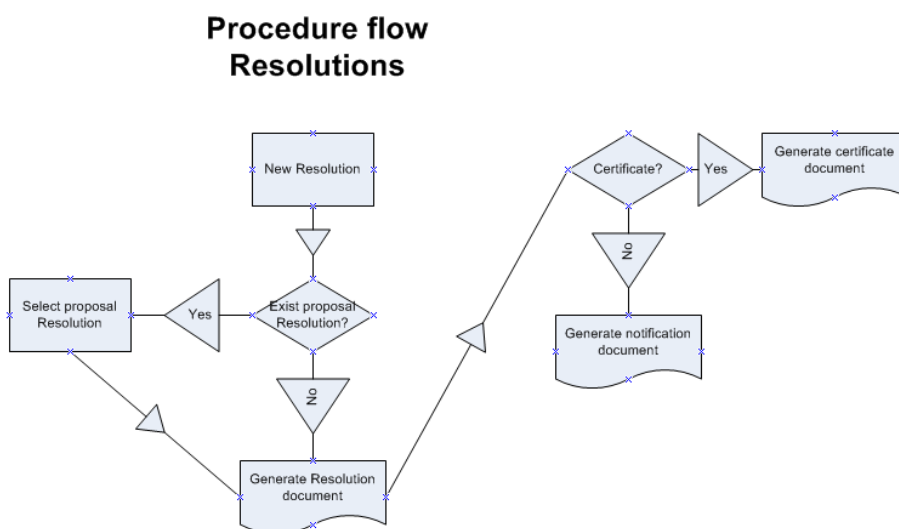 Procedure flow
Resolutions
New Resolution
Exist proposal
Resolution?
Yes
Select proposal
Resolution
No
Generate Resolution
document
Certificate?
Yes
Generate certificate
document
No
Generate notification
document